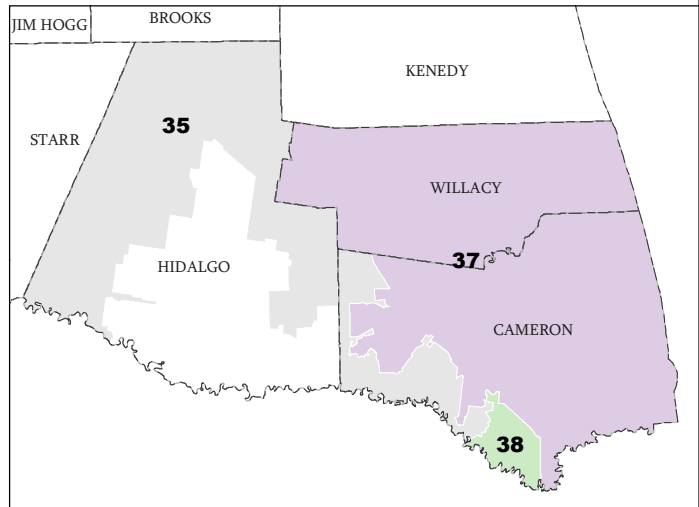 BROOKS
JIM HOGG
KENEDY
35
STARR
WILLACY
37
HIDALGO
CAMERON
38